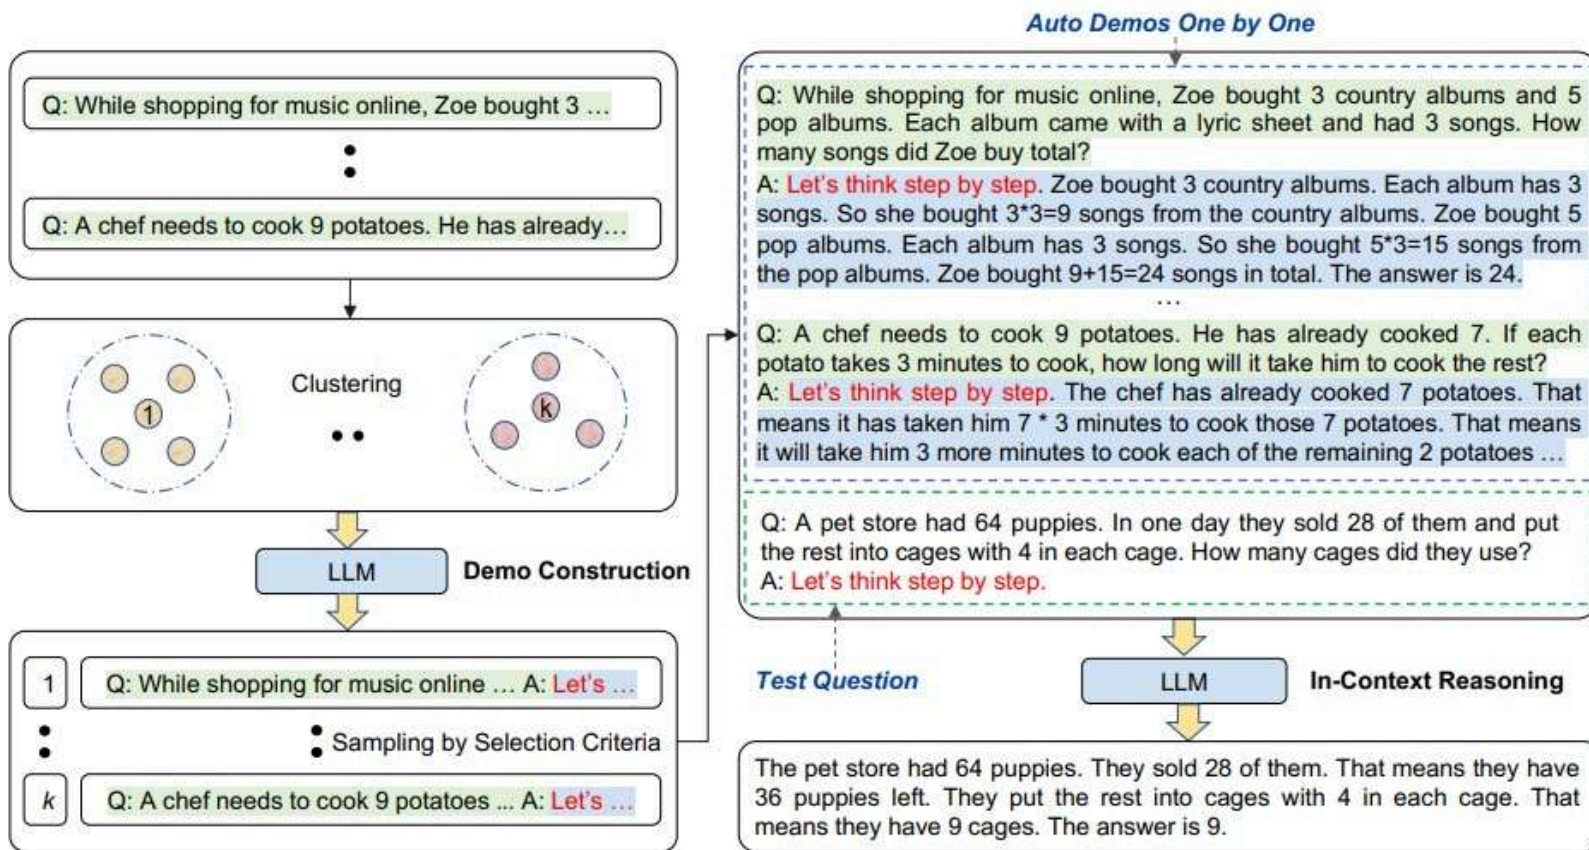 Q: While shopping for music online, Zoe bought 3 …
Q: A chef needs to cook 9 potatoes. He has already…
1
Clustering
k
LLM
Demo Construction
1
Q: While shopping for music online … A: Let's …
Sampling by Selection Criteria
k
Q: A chef needs to cook 9 potatoes ... A: Let's …
Auto Demos One by One
Q: While shopping for music online, Zoe bought 3 country albums and 5
pop albums. Each album came with a lyric sheet and had 3 songs. How
many songs did Zoe buy total?
A: Let's think step by step. Zoe bought 3 country albums. Each album has 3
songs. So she bought 3*3=9 songs from the country albums. Zoe bought 5
pop albums. Each album has 3 songs. So she bought 5*3=15 songs from
the pop albums. Zoe bought 9+15=24 songs in total. The answer is 24.
…
Q: A chef needs to cook 9 potatoes. He has already cooked 7. If each
potato takes 3 minutes to cook, how long will it take him to cook the rest?
A: Let's think step by step. The chef has already cooked 7 potatoes. That
means it has taken him 7 * 3 minutes to cook those 7 potatoes. That means
it will take him 3 more minutes to cook each of the remaining 2 potatoes …
Q: A pet store had 64 puppies. In one day they sold 28 of them and put
the rest into cages with 4 in each cage. How many cages did they use?
A: Let's think step by step.
Test Question
LLM
In-Context Reasoning
The pet store had 64 puppies. They sold 28 of them. That means they have
36 puppies left. They put the rest into cages with 4 in each cage. That
means they have 9 cages. The answer is 9.